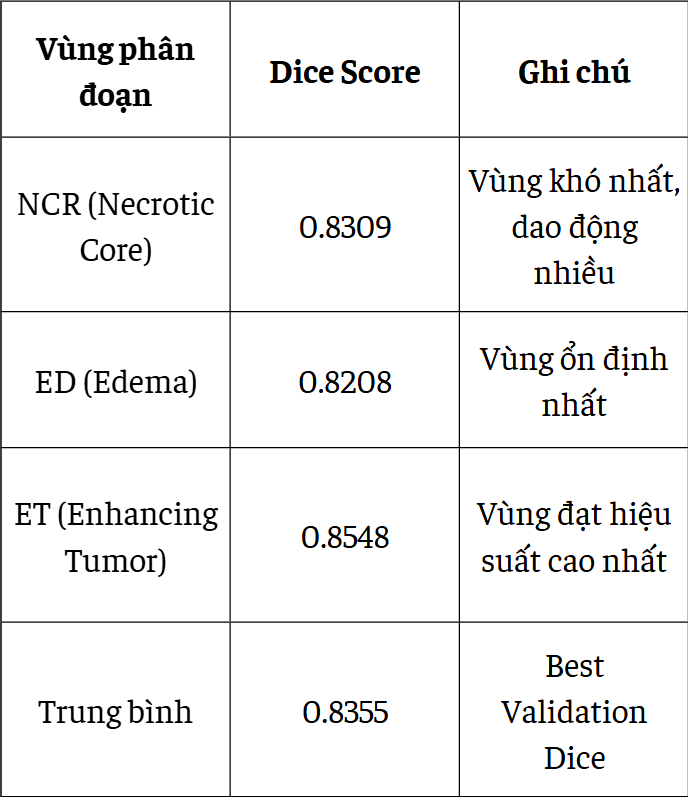 Vùng phân
đoạn
Dice Score
Ghi chú
NCR (Necrotic
Core)
0.8309
Vùng khó nhất,
dao động
nhiều
ED (Edema)
0.8208
Vùng ổn định
nhất
ET (Enhancing
Tumor)
0.8548
Vùng đạt hiệu
suất cao nhất
Trung bình
0.8355
Best
Validation
Dice